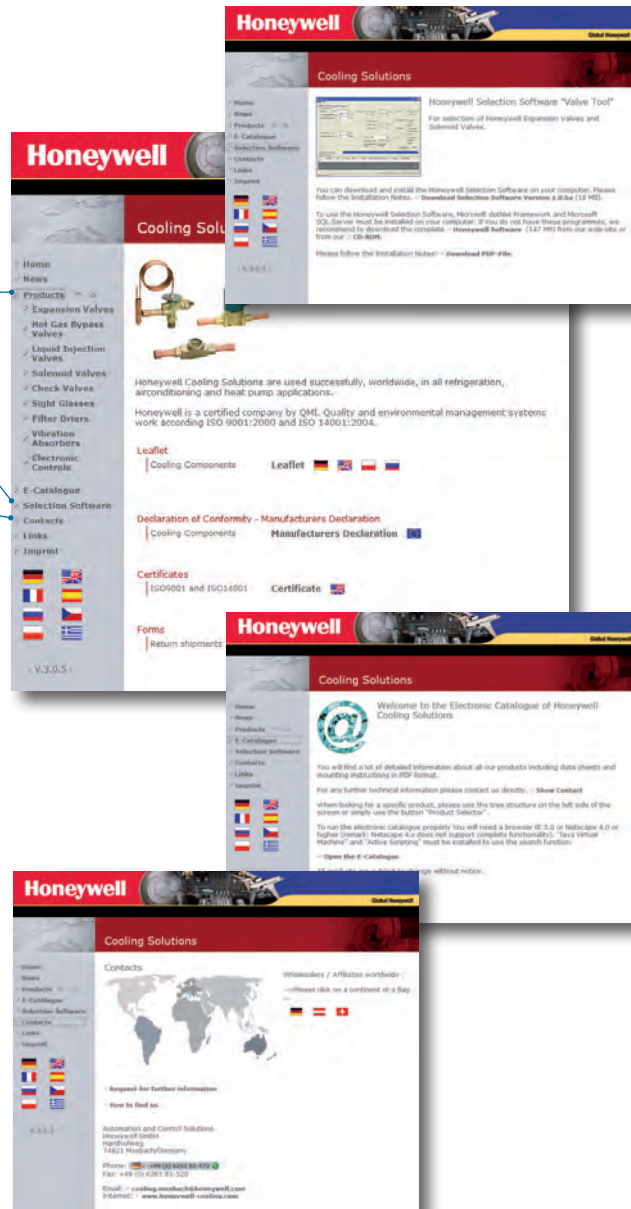 Honeywell
Global Honeywell
Cooling Solutions
Home
News
Products
E-Catalogue
Selection Software
Contacts
Links
Imprint
Honeywell Selection Software "Valve Tool"
For selection of Honeywell Expansion Valves and
Solenoid Valves.
You can download and install the Honeywell Selection Software on your computer. Please
follow the Installation Notes. - Download Selection Software Version 1.0.6a (18 MB).
To use the Honeywell Selection Software, Microsoft dotNet Framework and Microsoft
SQL-Server must be installed on your computer. If you do not have these programmes, we
recommend to download the complete - Honeywell Software (147 MB) from our web-site or
from our - CD-ROM.
Please follow the Installation Notes: - Download PDF-File.
- V.3.0.5 -
Honeywell
Cooling Solu
Home
News
Products
Expansion Valves
Hot Gas Bypass
Valves
Liquid Injection
Valves
Solenoid Valves
Check Valves
Sight Glasses
Filter Driers
Vibration
Absorbers
Electronic
Controls
E-Catalogue
Selection Software
Contacts
Links
Imprint
- V.3.0.5 -
Honeywell Cooling Solutions are used successfully, worldwide, in all refrigeration,
airconditioning and heat pump applications.
Honeywell is a certified company by QMI. Quality and environmental management systems
work according ISO 9001:2000 and ISO 14001:2004.
Leaflet
Cooling Components Leaflet
Declaration of Conformity - Manufacturers Declaration
Cooling Components Manufacturers Declaration
Certificates
ISO9001 and ISO14001 Certificate
Forms
Return shipments
Honeywell
Global Honeywell
Cooling Solutions
Home
News
Products
E-Catalogue
Selection Software
Contacts
Links
Imprint
Welcome to the Electronic Catalogue of Honeywell
Cooling Solutions
You will find a lot of detailed information about all our products including data sheets and
mounting instructions in PDF format.
For any further technical information please contact us directly. - Show Contact
When looking for a specific product, please use the tree structure on the left side of the
screen or simply use the button "Product Selector".
To run the electronic catalogue properly You will need a browser IE 5.0 or Netscape 4.0 or
higher (remark: Netscape 4.x does not support complete functionality). "Java Virtual
Machine" and "Active Scripting" must be installed to use the search function.
- Open the E-Catalogue
change without notice.
Honeywell
Global Honeywell
Cooling Solutions
Home
News
Products
E-Catalogue
Selection Software
Contacts
Links
Imprint
Contacts
Wholesalers / Affiliates worldwide :
Please click on a continent or a flag
- Request for further information
- How to find us
Automation and Control Solutions
Honeywell GmbH
Hardhofweg
74821 Mosbach/Germany
Phone: +49 (0) 6261 81-472
Fax: +49 (0) 6261 81-320
Email: - cooling.mosbach@honeywell.com
Internet: - www.honeywell-cooling.com